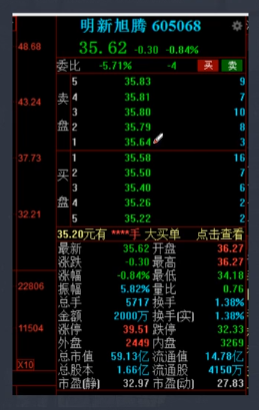 明新旭腾 605068
48.68
35.62 -0.30 -0.84%
委比 -5.71% -4 买 卖
5 35.83 9
卖 4 35.81 7
43.24
3 35.80 10
盘 2 35.79 8
1 35.64 3
37.73
1 35.58 16
买 2 35.50 7
3 35.40 6
盘 4 35.26 2
32.21
5 35.22 2
35.20元有 ****手 大买单 点击查看
最新 35.62 开盘 36.27
涨跌 -0.30 最高 36.27
涨幅 -0.84% 最低 34.18
22806
振幅 5.82% 量比 0.76
总手 5717 换手 1.38%
金额 2000万 换手(实) 1.38%
11504
涨停 39.51 跌停 32.33
外盘 2449 内盘 3269
总市值 59.13亿 流通值 14.78亿
X10
总股本 1.66亿 流通股 4150万
市盈(静) 32.97 市盈(动) 27.83